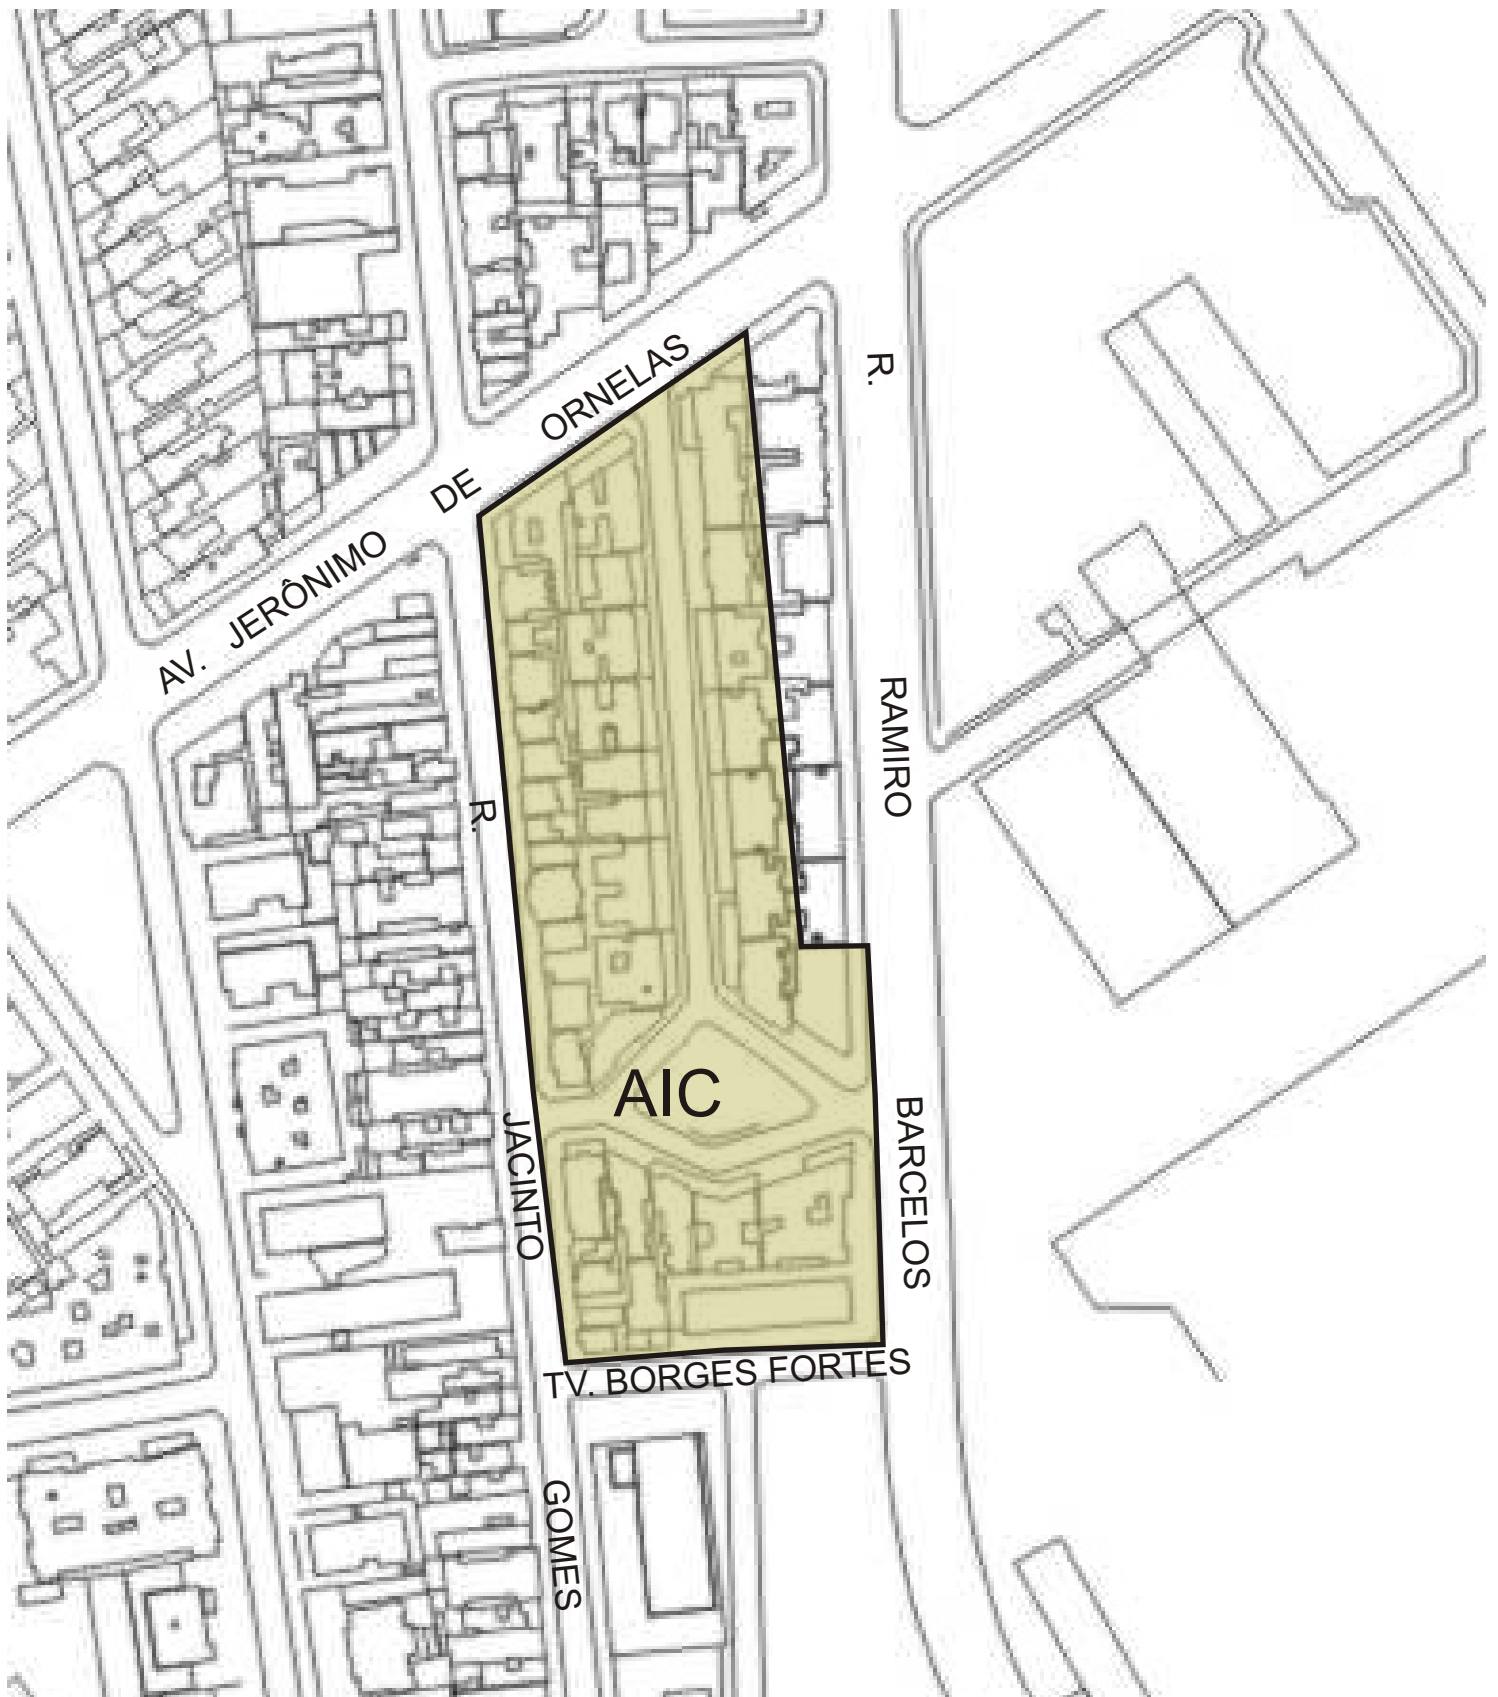 AV. JERÔNIMO DE ORNELAS
R. RAMIRO BARCELOS
R. JACINTO GOMES
AIC
TV. BORGES FORTES